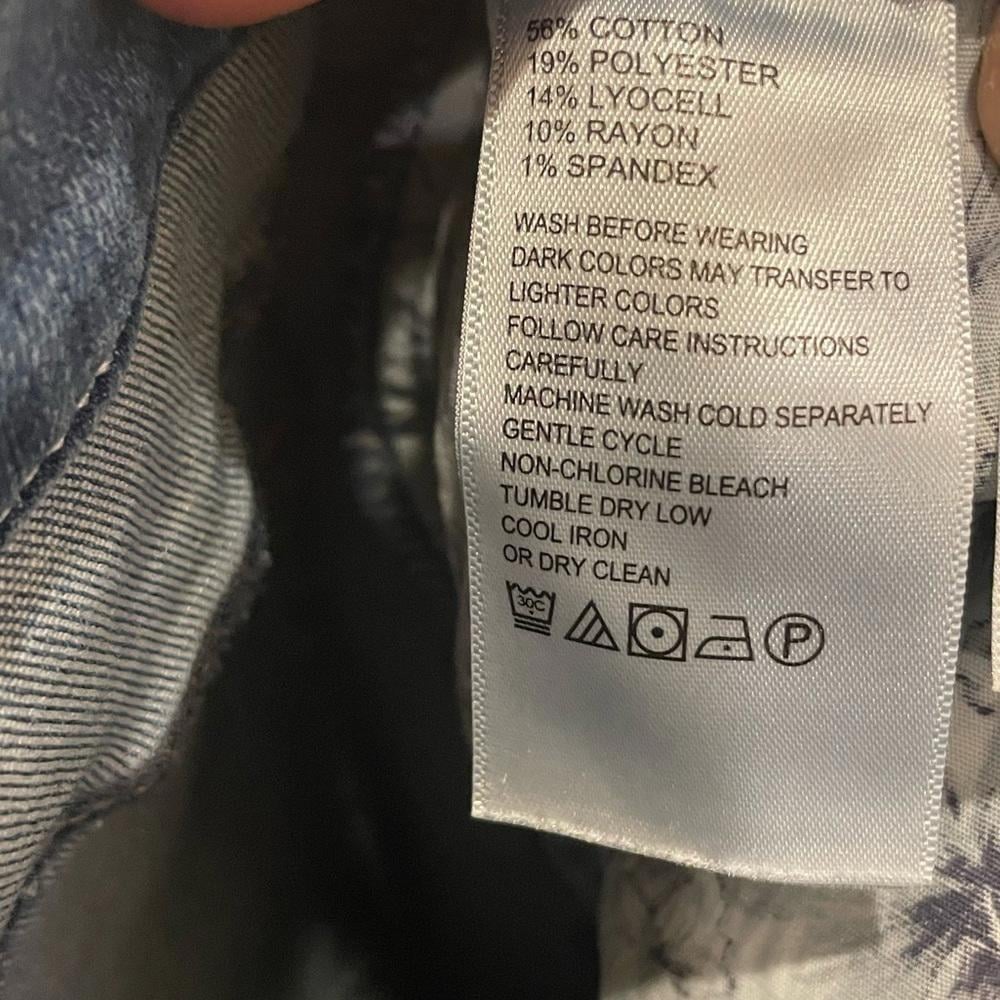 56% COTTON
19% POLYESTER
14% LYOCELL
10% RAYON
1% SPANDEX
WASH BEFORE WEARING
DARK COLORS MAY TRANSFER TO
LIGHTER COLORS
FOLLOW CARE INSTRUCTIONS
CAREFULLY
MACHINE WASH COLD SEPARATELY
GENTLE CYCLE
NON-CHLORINE BLEACH
TUMBLE DRY LOW
COOL IRON
OR DRY CLEAN
30C P